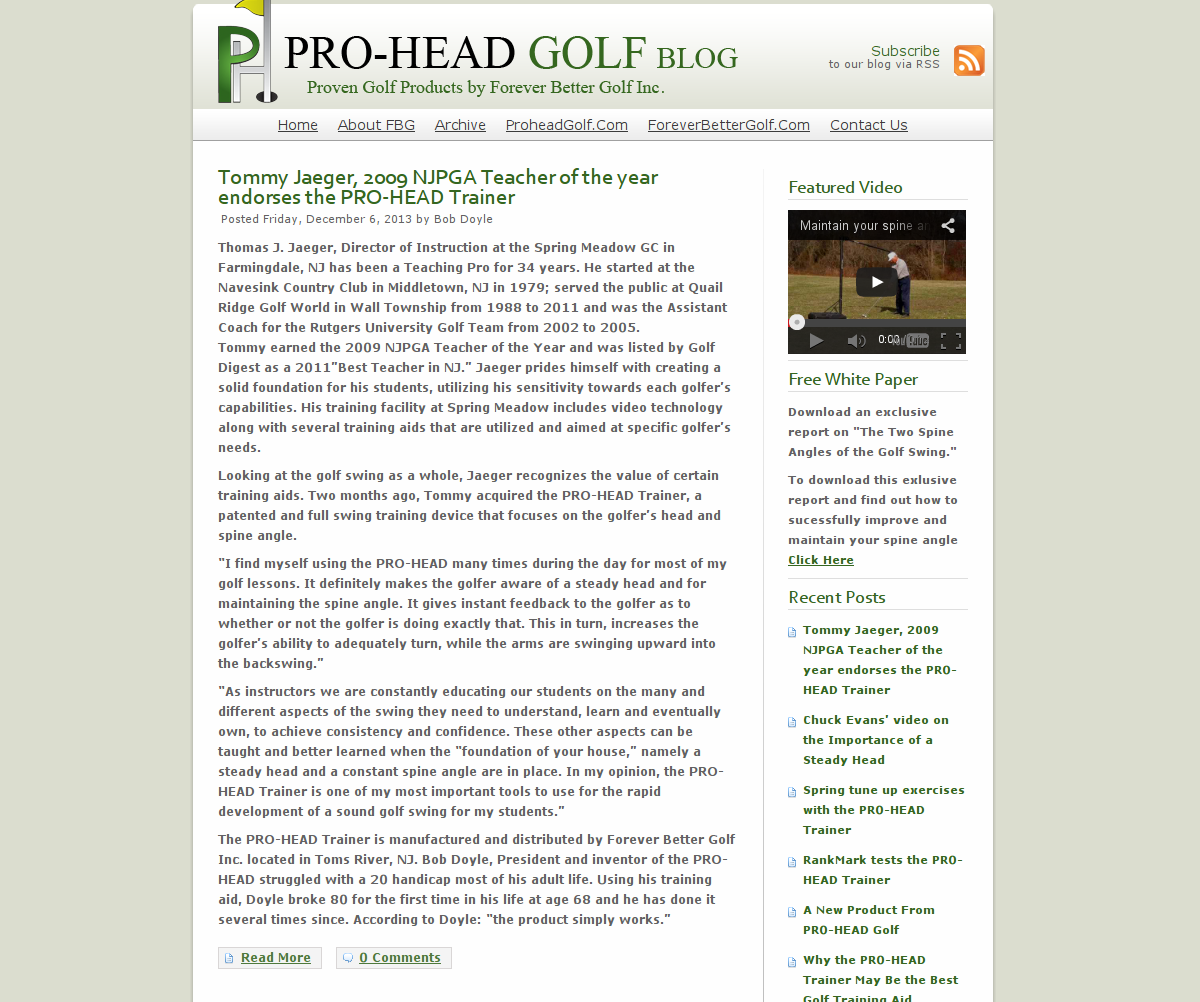 PH
PRO-HEAD GOLF BLOG
Proven Golf Products by Forever Better Golf Inc.
Subscribe
to our blog via RSS
Home About FBG Archive ProheadGolf.Com ForeverBetterGolf.Com Contact Us
Tommy Jaeger, 2009 NJPGA Teacher of the year
endorses the PRO-HEAD Trainer
Posted Friday, December 6, 2013 by Bob Doyle
Thomas J. Jaeger, Director of Instruction at the Spring Meadow GC in
Farmingdale, NJ has been a Teaching Pro for 34 years. He started at the
Navesink Country Club in Middletown, NJ in 1979; served the public at Quail
Ridge Golf World in Wall Township from 1988 to 2011 and was the Assistant
Coach for the Rutgers University Golf Team from 2002 to 2005.
Tommy earned the 2009 NJPGA Teacher of the Year and was listed by Golf
Digest as a 2011"Best Teacher in NJ." Jaeger prides himself with creating a
solid foundation for his students, utilizing his sensitivity towards each golfer's
capabilities. His training facility at Spring Meadow includes video technology
along with several training aids that are utilized and aimed at specific golfer's
needs.
Looking at the golf swing as a whole, Jaeger recognizes the value of certain
training aids. Two months ago, Tommy acquired the PRO-HEAD Trainer, a
patented and full swing training device that focuses on the golfer's head and
spine angle.
"I find myself using the PRO-HEAD many times during the day for most of my
golf lessons. It definitely makes the golfer aware of a steady head and for
maintaining the spine angle. It gives instant feedback to the golfer as to
whether or not the golfer is doing exactly that. This in turn, increases the
golfer's ability to adequately turn, while the arms are swinging upward into
the backswing."
"As instructors we are constantly educating our students on the many and
different aspects of the swing they need to understand, learn and eventually
own, to achieve consistency and confidence. These other aspects can be
taught and better learned when the "foundation of your house," namely a
steady head and a constant spine angle are in place. In my opinion, the PRO-
HEAD Trainer is one of my most important tools to use for the rapid
development of a sound golf swing for my students."
The PRO-HEAD Trainer is manufactured and distributed by Forever Better Golf
Inc. located in Toms River, NJ. Bob Doyle, President and inventor of the PRO-
HEAD struggled with a 20 handicap most of his adult life. Using his training
aid, Doyle broke 80 for the first time in his life at age 68 and he has done it
several times since. According to Doyle: "the product simply works."
Read More 0 Comments
Featured Video
Maintain your spine
0:00 YouTube
Free White Paper
Download an exclusive
report on "The Two Spine
Angles of the Golf Swing."
To download this exlusive
report and find out how to
sucessfully improve and
maintain your spine angle
Click Here
Recent Posts
Tommy Jaeger, 2009
NJPGA Teacher of the
year endorses the PRO-
HEAD Trainer
Chuck Evans' video on
the Importance of a
Steady Head
Spring tune up exercises
with the PRO-HEAD
Trainer
RankMark tests the PRO-
HEAD Trainer
A New Product From
PRO-HEAD Golf
Why the PRO-HEAD
Trainer May Be the Best
Golf Training Aid